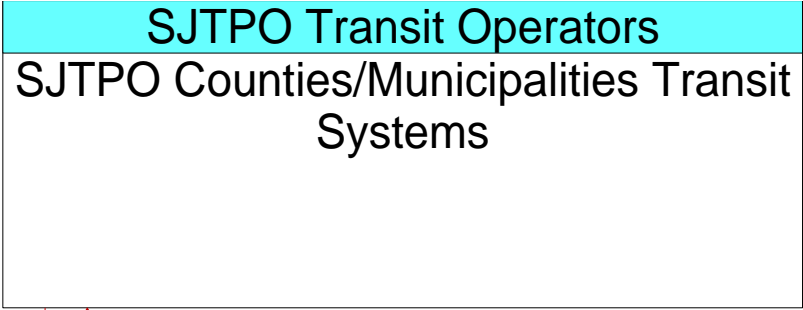 SJTPO Transit Operators
SJTPO Counties/Municipalities Transit
Systems